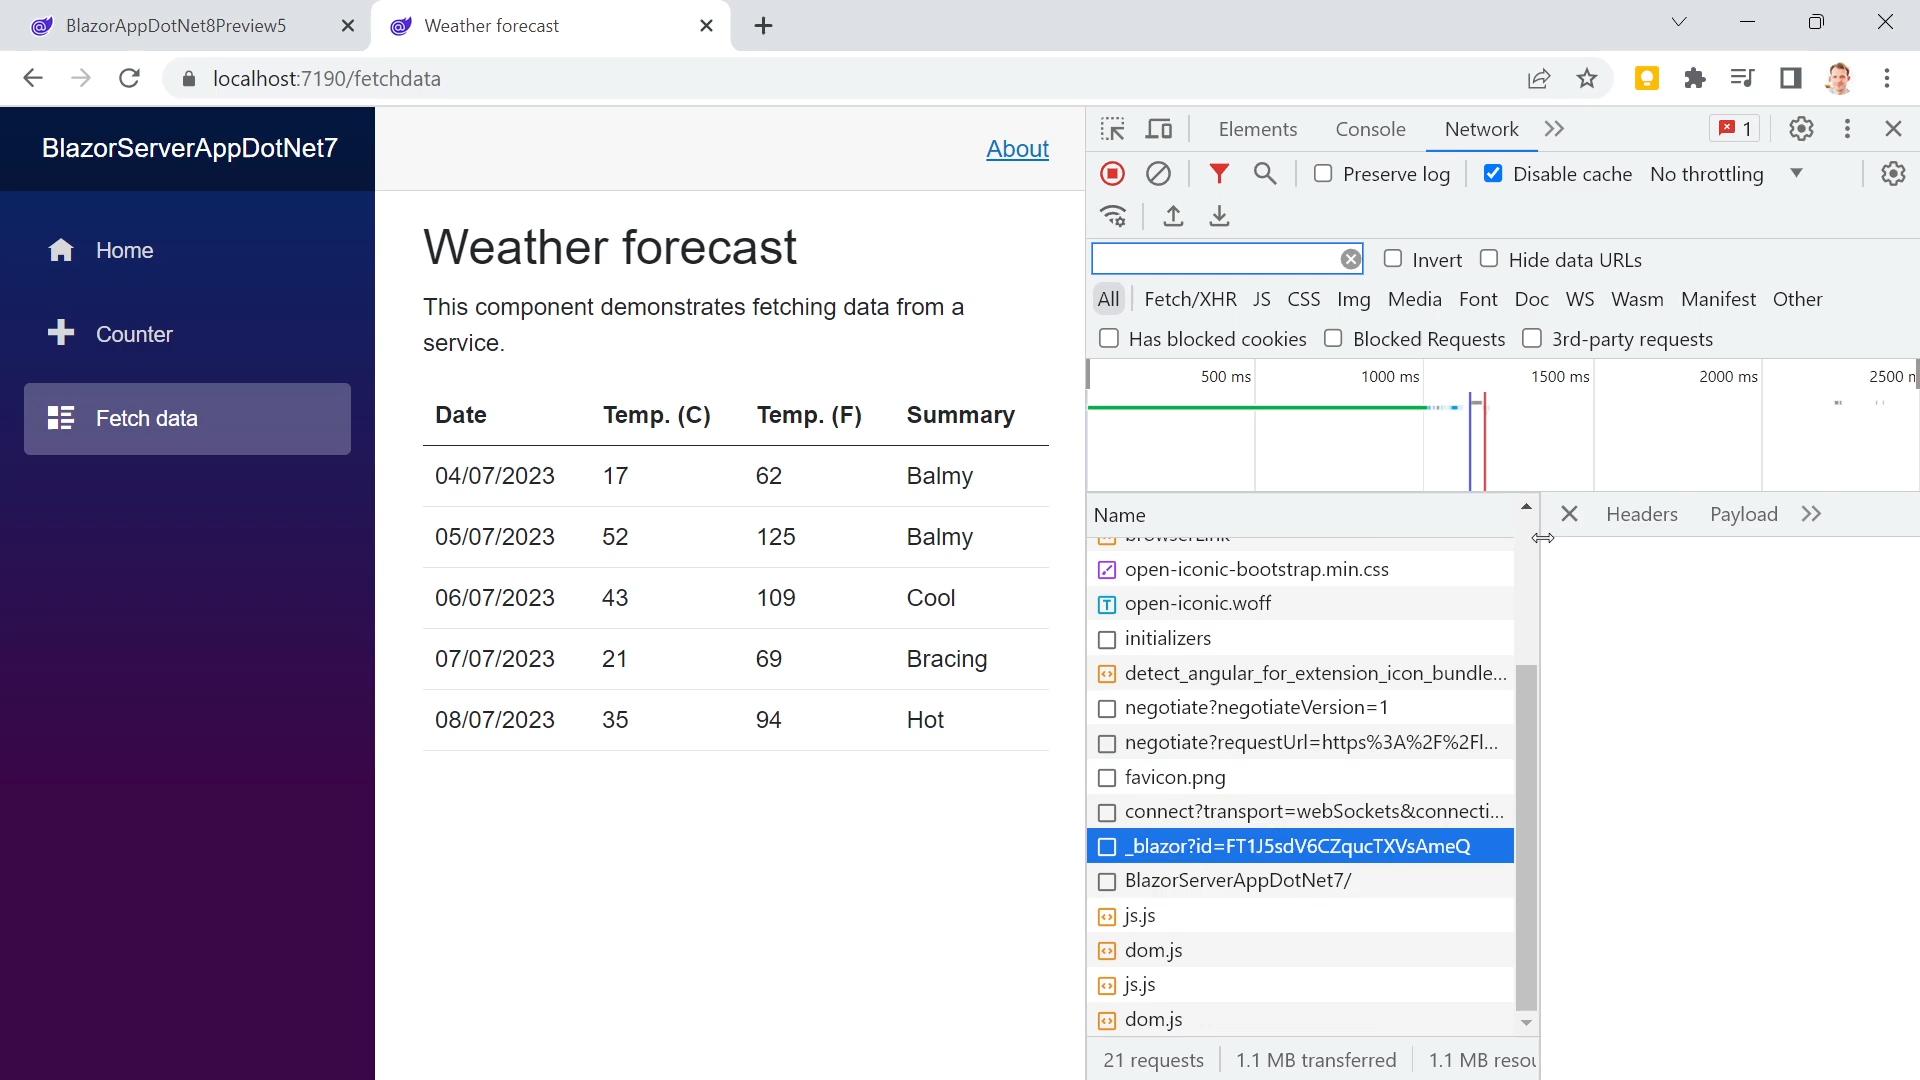 BlazorAppDotNet8Preview5
Weather forecast
localhost:7190/fetchdata
BlazorServerAppDotNet7
Home
Counter
Fetch data
About
Weather forecast
This component demonstrates fetching data from a
service.
Date Temp. (C) Temp. (F) Summary
04/07/2023 17 62 Balmy
05/07/2023 52 125 Balmy
06/07/2023 43 109 Cool
07/07/2023 21 69 Bracing
08/07/2023 35 94 Hot
Elements Console Network 1
Preserve log Disable cache No throttling
Invert Hide data URLs
All Fetch/XHR JS CSS Img Media Font Doc WS Wasm Manifest Other
Has blocked cookies Blocked Requests 3rd-party requests
500 ms 1000 ms 1500 ms 2000 ms 2500
Name
Headers Payload
open-iconic-bootstrap.min.css
open-iconic.woff
initializers
detect_angular_for_extension_icon_bundle...
negotiate?negotiateVersion=1
negotiate?requestUrl=https%3A%2F%2Fl...
favicon.png
connect?transport=webSockets&connecti...
_blazor?id=FT1J5sdV6CZqucTXVsAmeQ
BlazorServerAppDotNet7/
js.js
dom.js
js.js
dom.js
21 requests 1.1 MB transferred 1.1 MB